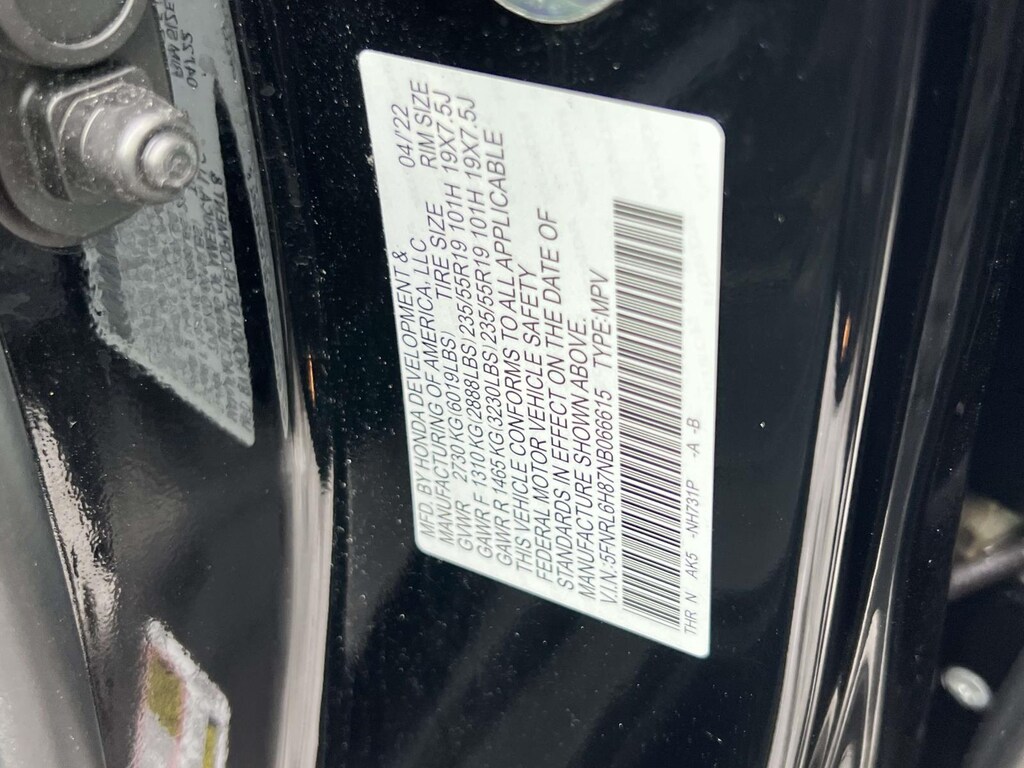 MFD. BY HONDA DEVELOPMENT &
MANUFACTURING OF AMERICA, LLC 04/'22
GVWR 2730 KG(6019LBS) TIRE SIZE RIM SIZE
GAWR F 1310 KG(2888LBS) 235/55R19 101H 19X7.5J
GAWR R 1465 KG(3230LBS) 235/55R19 101H 19X7.5J
THIS VEHICLE CONFORMS TO ALL APPLICABLE
FEDERAL MOTOR VEHICLE SAFETY
STANDARDS IN EFFECT ON THE DATE OF
MANUFACTURE SHOWN ABOVE.
V.I.N:5FNRL6H87NB066615 TYPE:MPV
THR N AK5 -NH731P -A -B